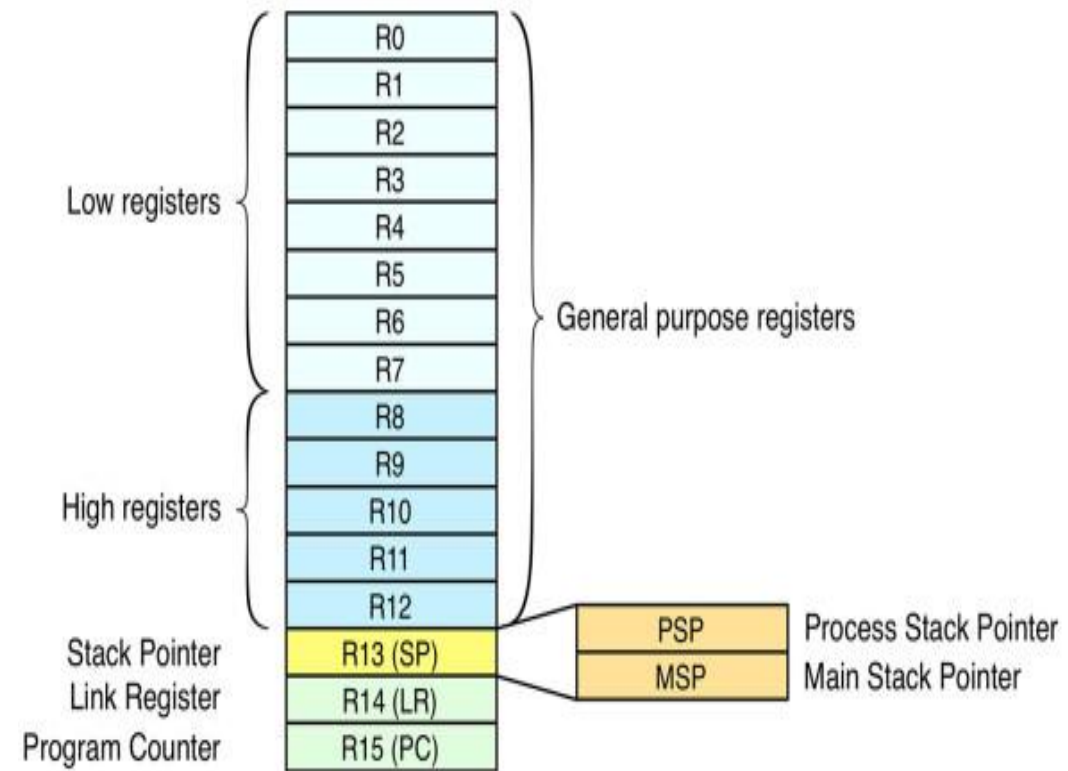 R0
R1
R2
R3
Low registers
R4
R5
R6
General purpose registers
R7
R8
R9
High registers
R10
R11
R12
PSP
Process Stack Pointer
Stack Pointer
R13 (SP)
MSP
Main Stack Pointer
Link Register
R14 (LR)
Program Counter
R15 (PC)